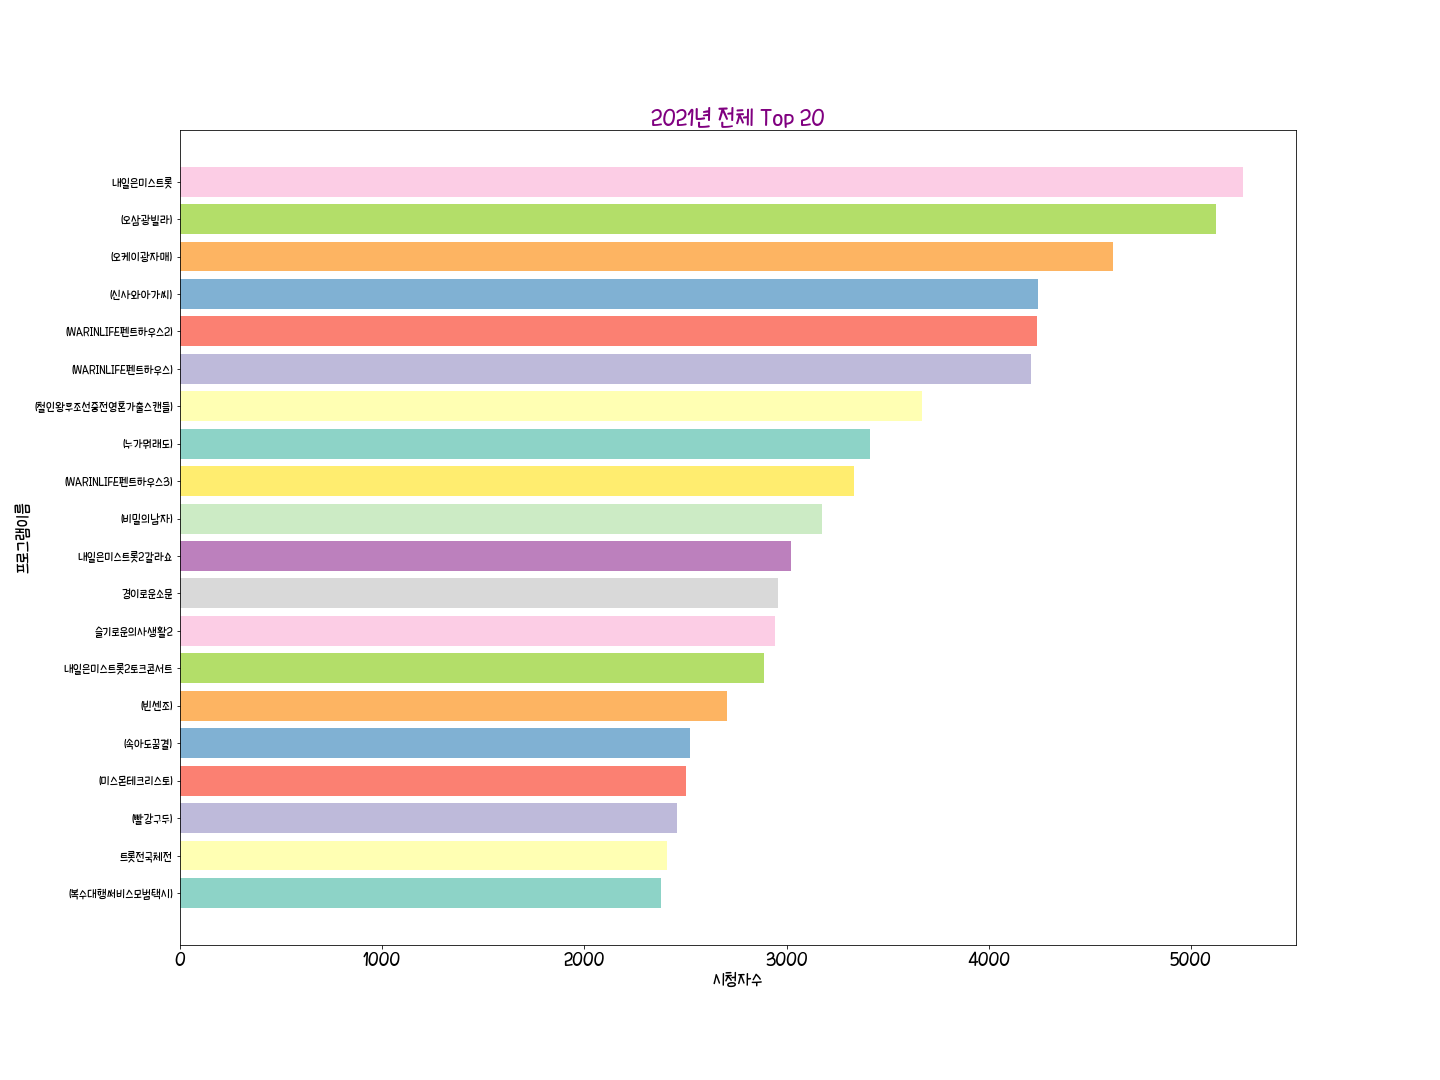 2021년 전체 Top 20
내일은미스트롯
(오삼광빌라)
(오케이광자매)
(신사와아가씨)
(WARINLIFE펜트하우스2)
(WARINLIFE펜트하우스)
(철인왕후조선중전영혼가출스캔들)
(누가뭐래도)
(WARINLIFE펜트하우스3)
(비밀의남자)
내일은미스트롯2갈라쇼
경이로운소문
슬기로운의사생활2
내일은미스트롯2토크콘서트
(빈센조)
(속아도꿈결)
(미스몬테크리스토)
(빨강구두)
트롯전국체전
(복수대행써비스모범택시)
프로그램이름
0 1000 2000 3000 4000 5000
시청자수